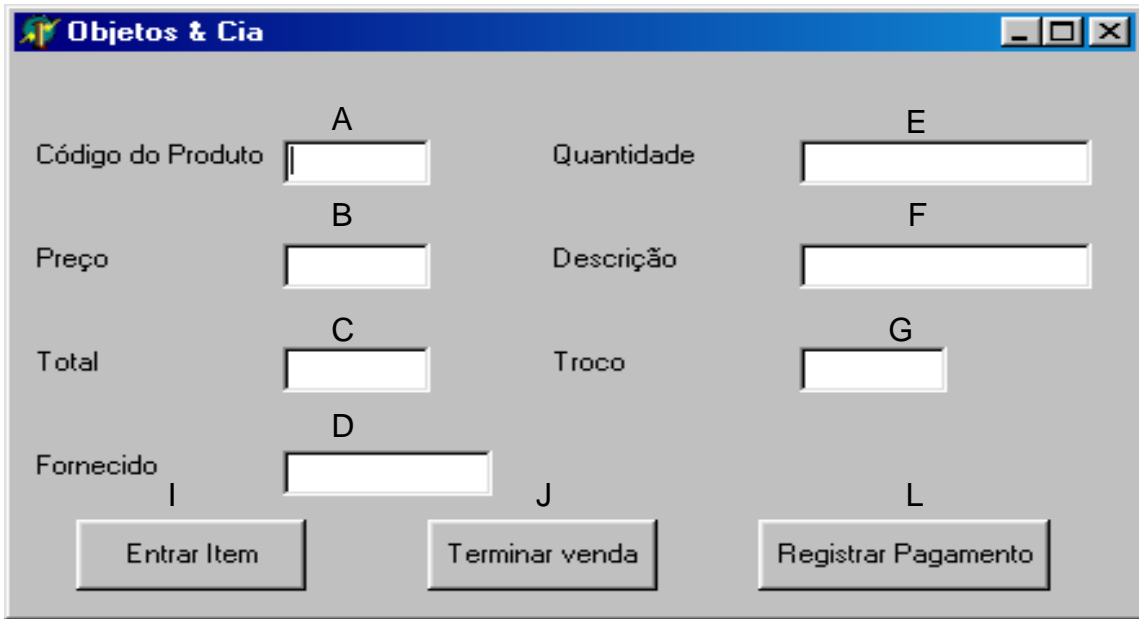 Objetos & Cia
A E
Código do Produto Quantidade
B F
Preço Descrição
C G
Total Troco
D
Fornecido
I J L
Entrar Item Terminar venda Registrar Pagamento